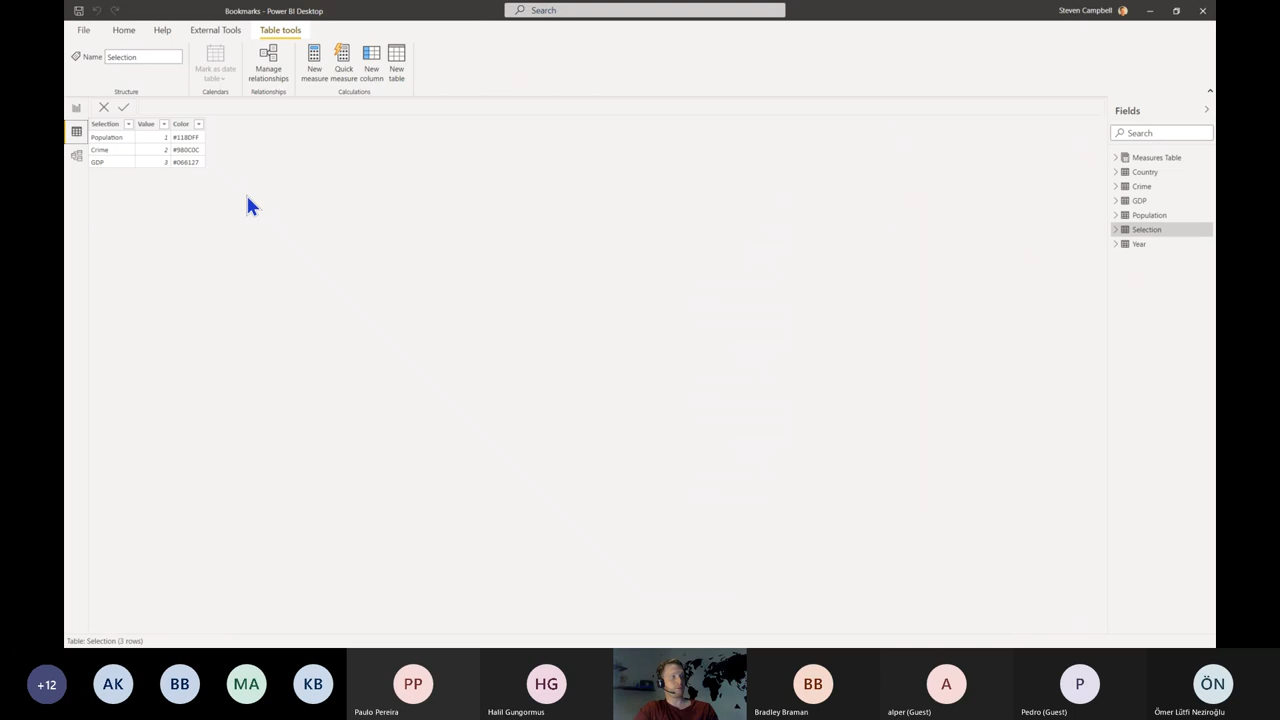 Bookmarks - Power BI Desktop
Search
Steven Campbell
File
Home
Help
External Tools
Table tools
Name
Selection
Mark as date
table
Manage
relationships
New
measure
Quick
measure
New
column
New
table
Structure
Calendars
Relationships
Calculations
Selection Value Color
Population 1 #118DFF
Crime 2 #980C0C
GDP 3 #066127
Fields
Search
Measures Table
Country
Crime
GDP
Population
Selection
Year
Table: Selection (3 rows)
+12
AK
BB
MA
KB
PP
Paulo Pereira
HG
Halil Gungormus
BB
Bradley Braman
A
alper (Guest)
P
Pedro (Guest)
ÖN
Ömer Lütfi Neziroğlu